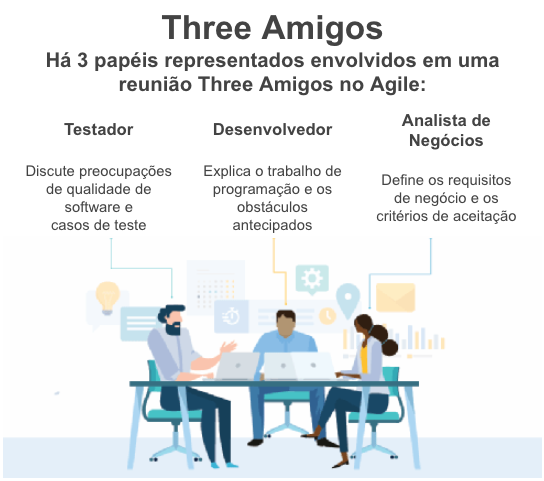 Three Amigos
Há 3 papéis representados envolvidos em uma
reunião Three Amigos no Agile:
Testador
Discute preocupações
de qualidade de
software e
casos de teste
Desenvolvedor
Explica o trabalho de
programação e os
obstáculos
antecipados
Analista de
Negócios
Define os requisitos
de negócio e os
critérios de aceitação